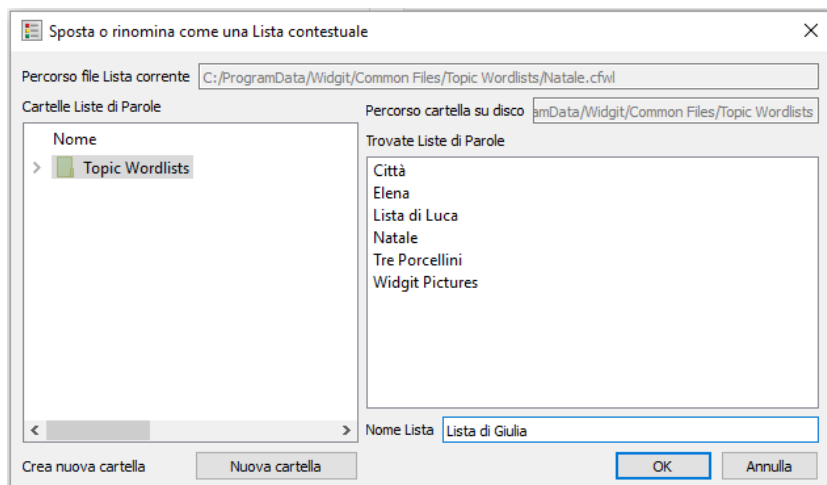 Sposta o rinomina come una Lista contestuale
Percorso file Lista corrente C:/ProgramData/Widgit/Common Files/Topic Wordlists/Natale.cfwl
Cartelle Liste di Parole
Percorso cartella su disco amData/Widgit/Common Files/Topic Wordlists
Nome
Topic Wordlists
Trovate Liste di Parole
Città
Elena
Lista di Luca
Natale
Tre Porcellini
Widgit Pictures
Nome Lista Lista di Giulia
Crea nuova cartella Nuova cartella OK Annulla